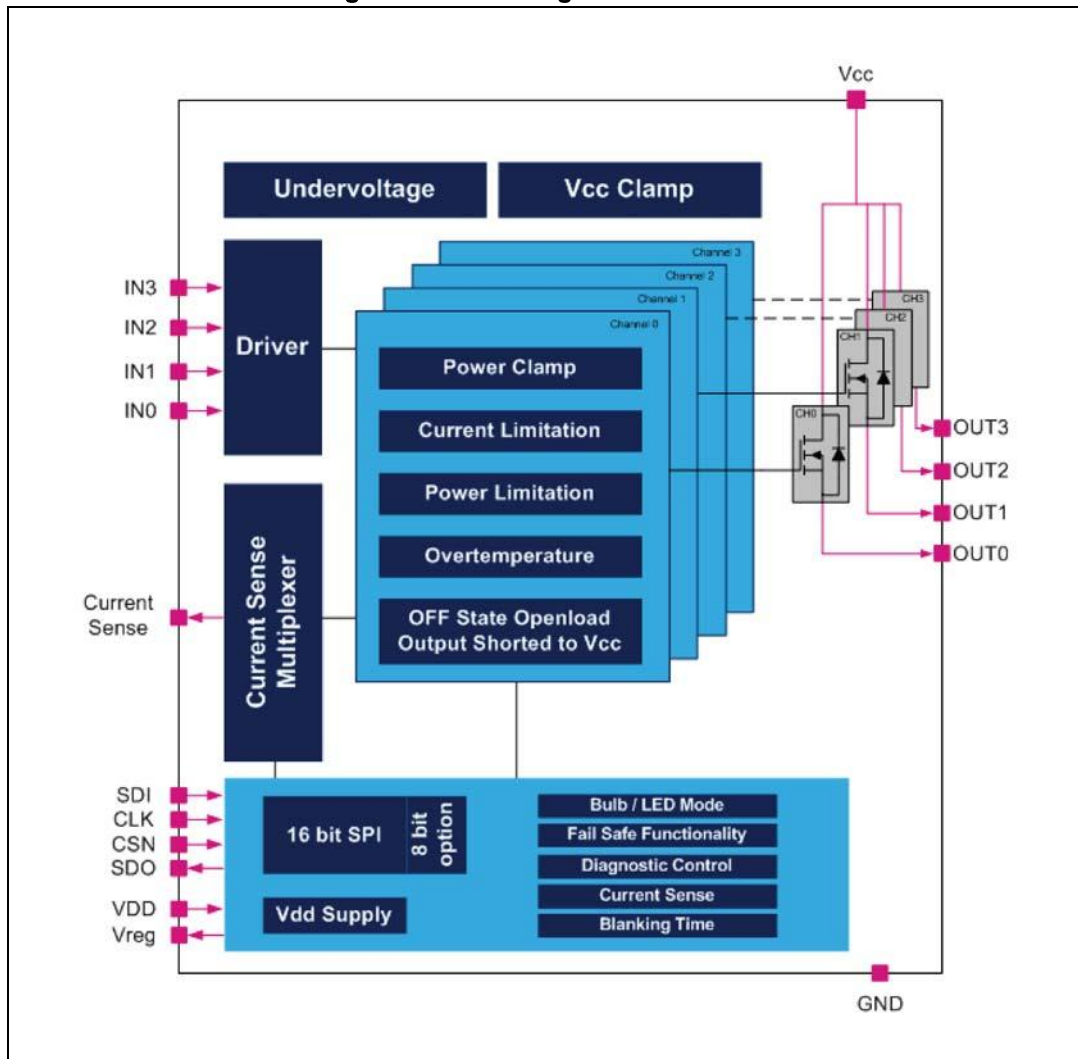 Vcc
Undervoltage
Vcc Clamp
IN3
IN2
IN1
IN0
Driver
Channel 3
Channel 2
Channel 1
Channel 0
Power Clamp
Current Limitation
Power Limitation
Overtemperature
OFF State Openload
Output Shorted to Vcc
CH3
CH2
CH1
CH0
OUT3
OUT2
OUT1
OUT0
Current
Sense
Current Sense
Multiplexer
SDI
CLK
CSN
SDO
VDD
Vreg
16 bit SPI
8 bit
option
Vdd Supply
Bulb / LED Mode
Fail Safe Functionality
Diagnostic Control
Current Sense
Blanking Time
GND